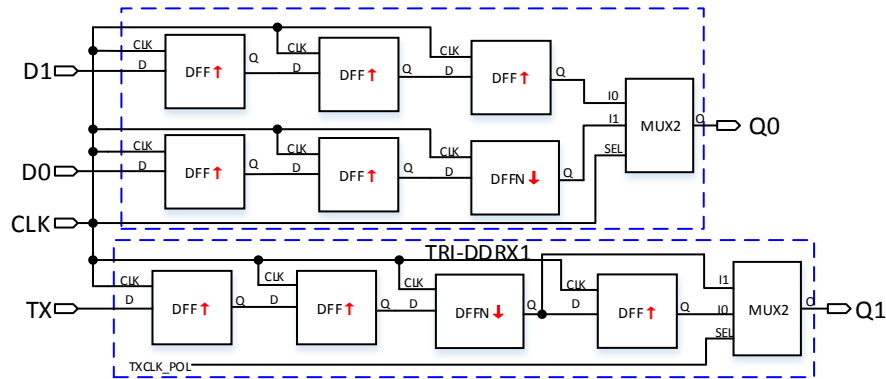 CLK CLK CLK
D1 D DFF↑ Q D DFF↑ Q D DFF↑ Q I0
I1 MUX2 O Q0
CLK CLK CLK SEL
D0 D DFF↑ Q D DFF↑ Q D DFFN↓ Q
CLK
TRI-DDRX1
CLK CLK CLK CLK I1
TX D DFF↑ Q D DFF↑ Q D DFFN↓ Q D DFF↑ Q I0 MUX2 O Q1
SEL
TXCLK_POL